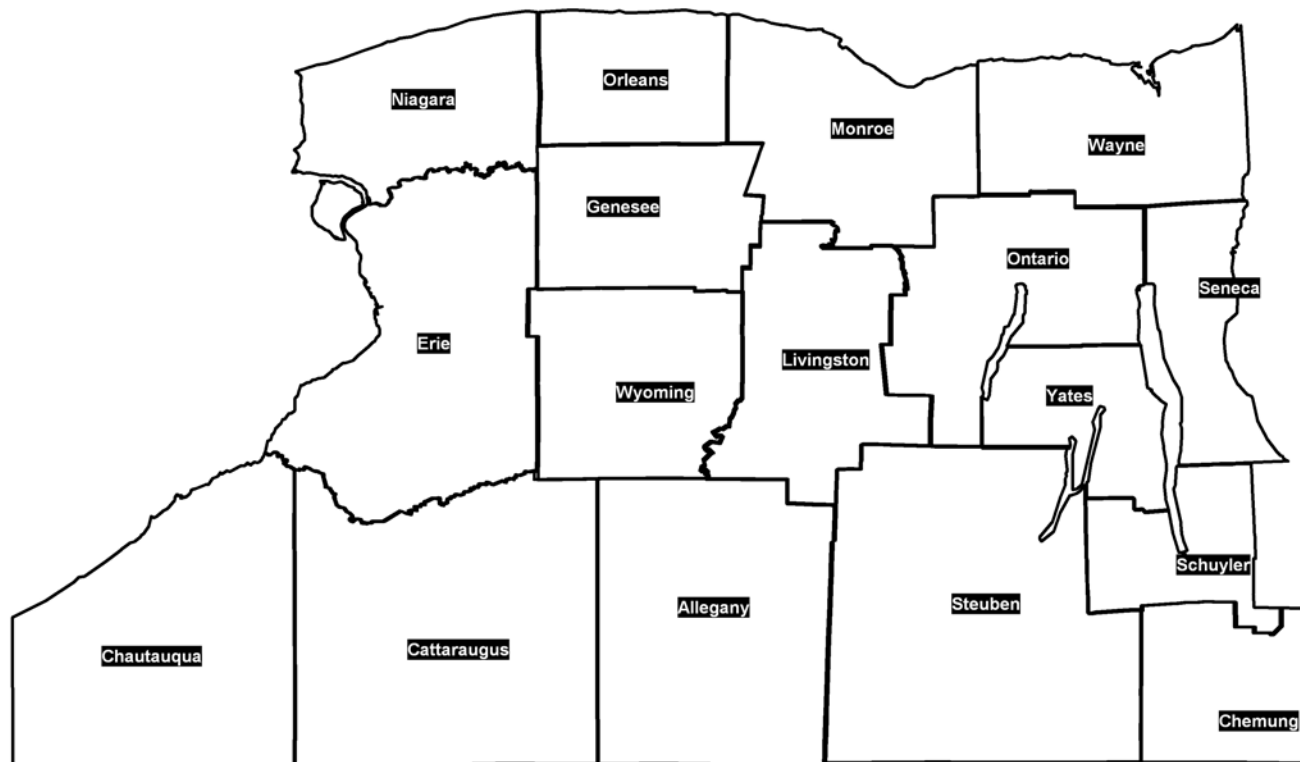 Orleans
Niagara
Monroe
Wayne
Genesee
Ontario
Seneca
Erie
Livingston
Wyoming
Yates
Schuyler
Steuben
Allegany
Cattaraugus
Chautauqua
Chemung